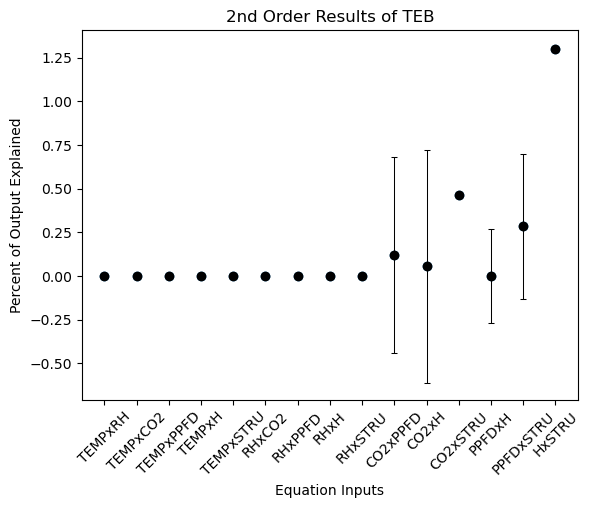 2nd Order Results of TEB
Percent of Output Explained
1.25
1.00
0.75
0.50
0.25
0.00
−0.25
−0.50
TEMPxRH
TEMPxCO2
TEMPxPPFD
TEMPxH
TEMPxSTRU
RHxCO2
RHxPPFD
RHxH
RHxSTRU
CO2xPPFD
CO2xH
CO2xSTRU
PPFDxH
PPFDxSTRU
HxSTRU
Equation Inputs